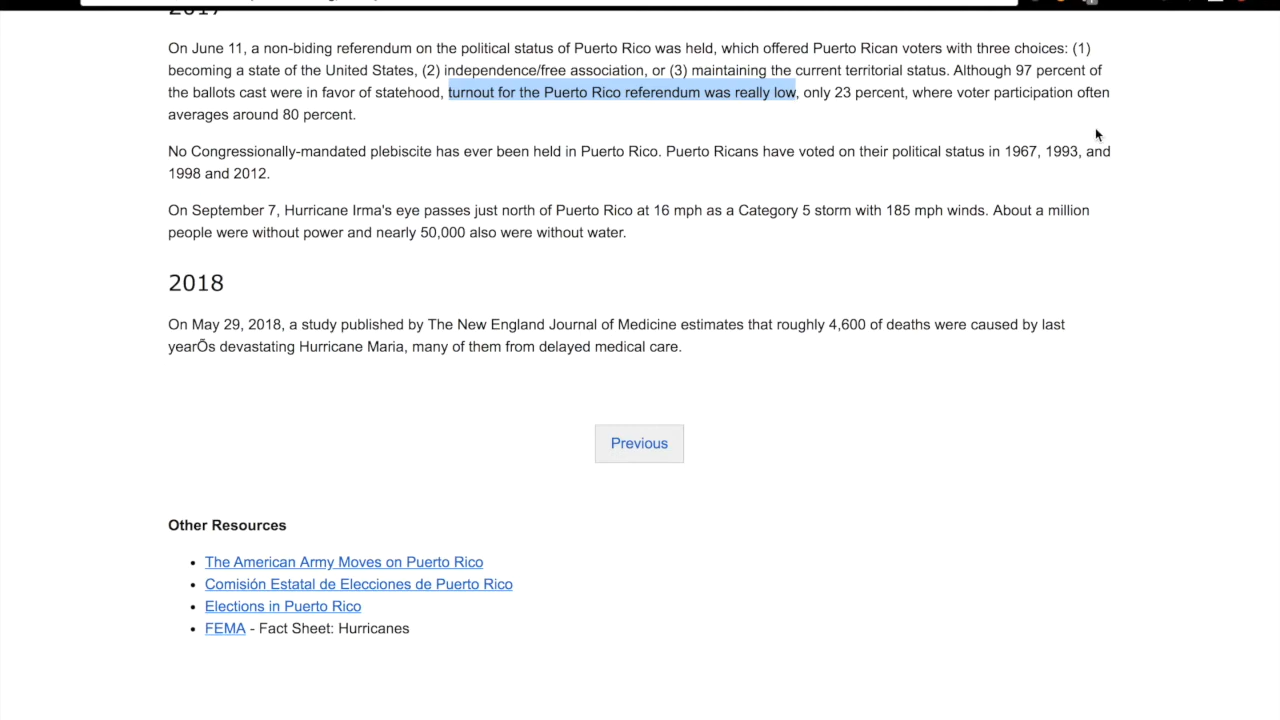 2017
On June 11, a non-biding referendum on the political status of Puerto Rico was held, which offered Puerto Rican voters with three choices: (1)
becoming a state of the United States, (2) independence/free association, or (3) maintaining the current territorial status. Although 97 percent of
the ballots cast were in favor of statehood, turnout for the Puerto Rico referendum was really low, only 23 percent, where voter participation often
averages around 80 percent.
No Congressionally-mandated plebiscite has ever been held in Puerto Rico. Puerto Ricans have voted on their political status in 1967, 1993, and
1998 and 2012.
On September 7, Hurricane Irma's eye passes just north of Puerto Rico at 16 mph as a Category 5 storm with 185 mph winds. About a million
people were without power and nearly 50,000 also were without water.
2018
On May 29, 2018, a study published by The New England Journal of Medicine estimates that roughly 4,600 of deaths were caused by last
yearÕs devastating Hurricane Maria, many of them from delayed medical care.
Previous
Other Resources
• The American Army Moves on Puerto Rico
• Comisión Estatal de Elecciones de Puerto Rico
• Elections in Puerto Rico
• FEMA - Fact Sheet: Hurricanes